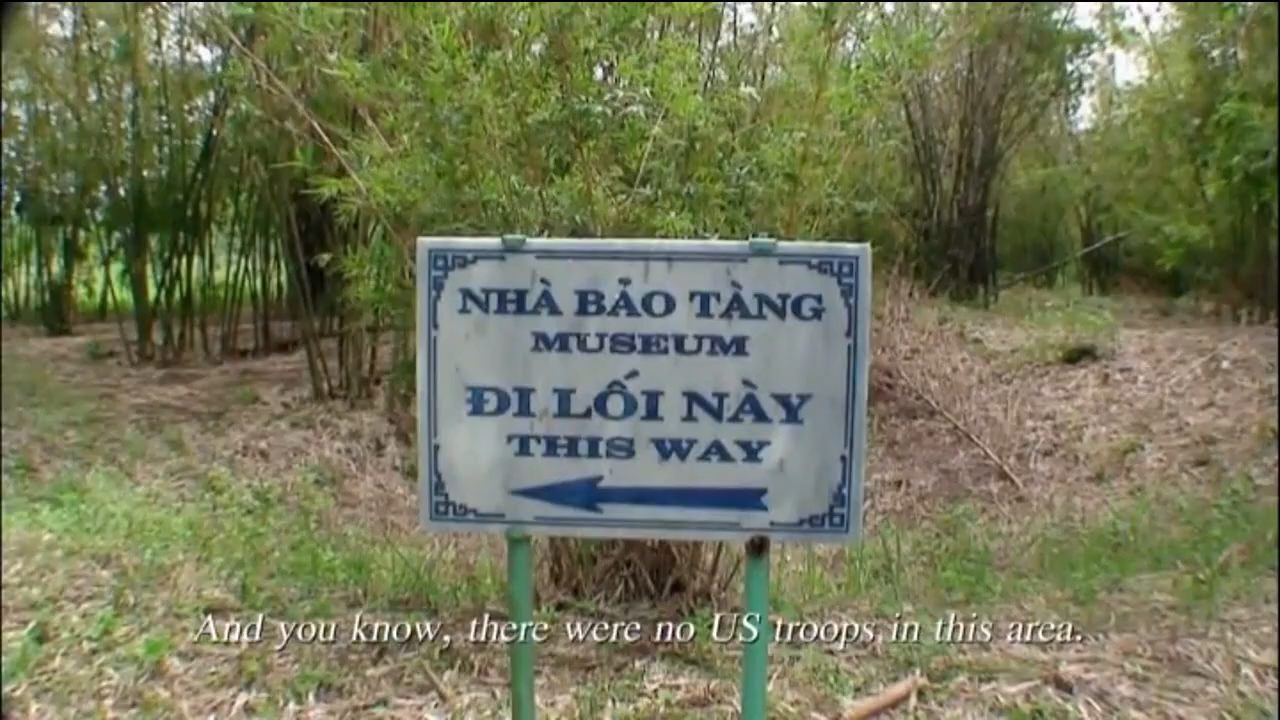 NHÀ BẢO TÀNG
MUSEUM
ĐI LỐI NÀY
THIS WAY
And you know, there were no US troops in this area.